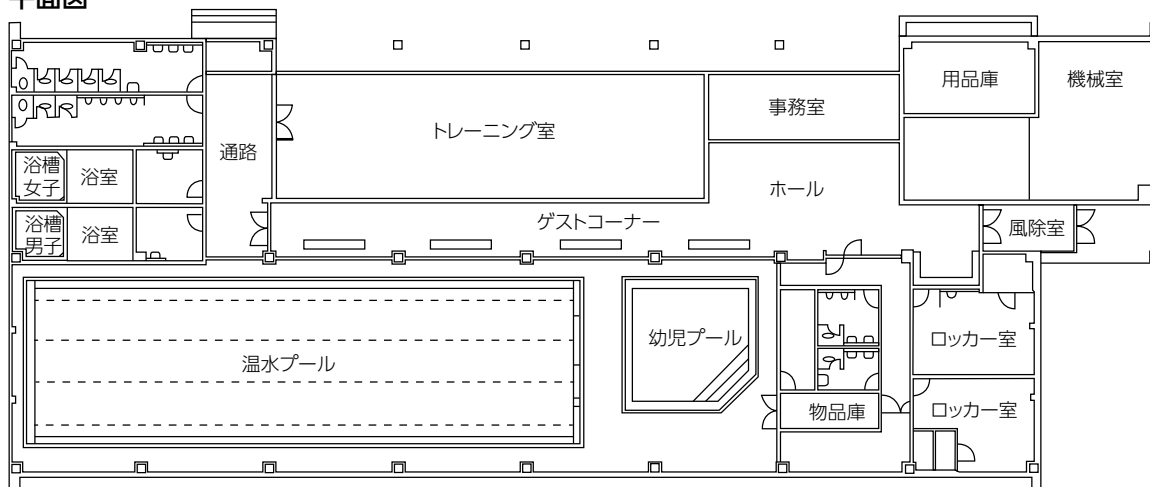 平面図
用品庫
機械室
事務室
トレーニング室
通路
浴槽
女子
浴室
ホール
ゲストコーナー
浴槽
男子
浴室
風除室
幼児プール
ロッカー室
温水プール
物品庫
ロッカー室